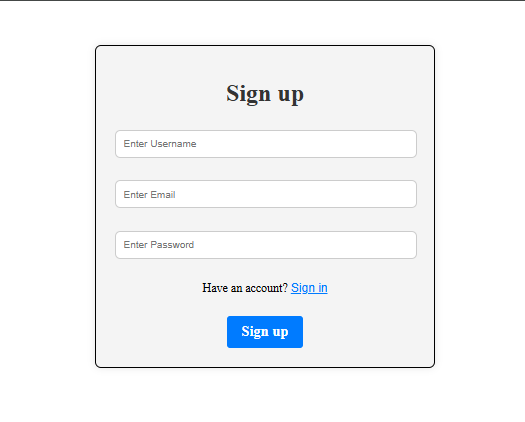 Sign up
Enter Username
Enter Email
Enter Password
Have an account? Sign in
Sign up